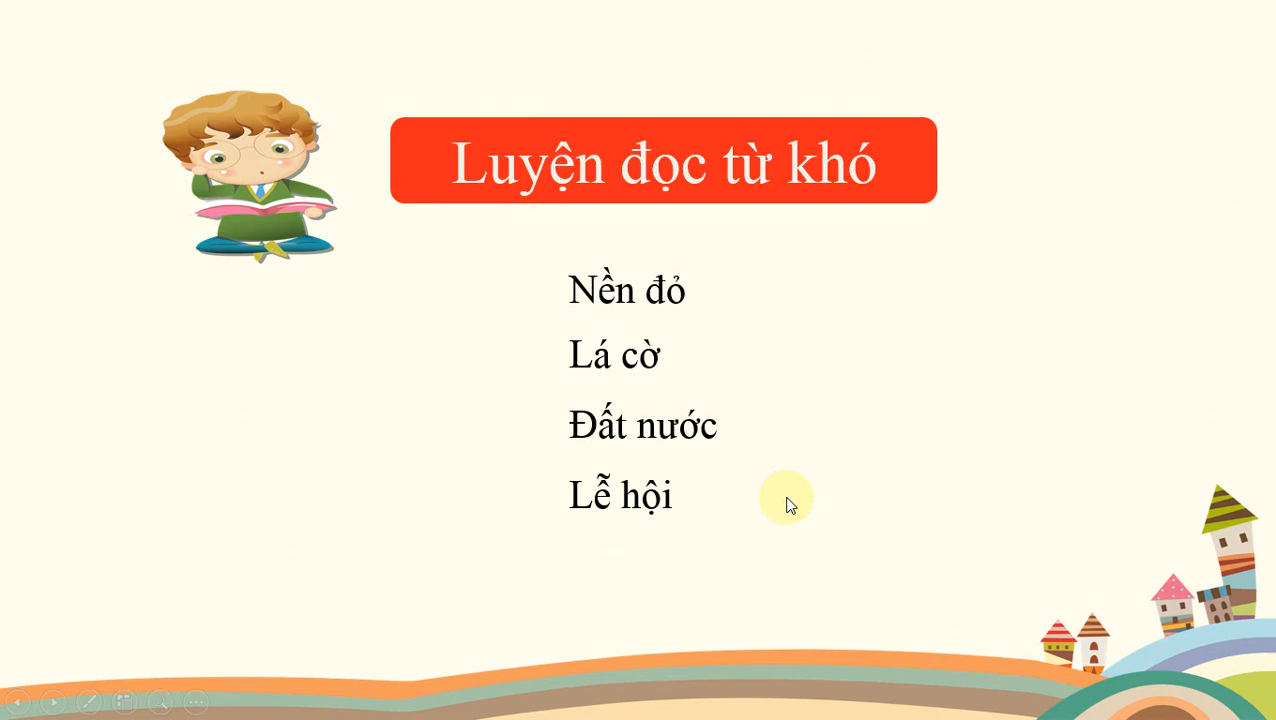 Luyện đọc từ khó
Nền đỏ
Lá cờ
Đất nước
Lễ hội